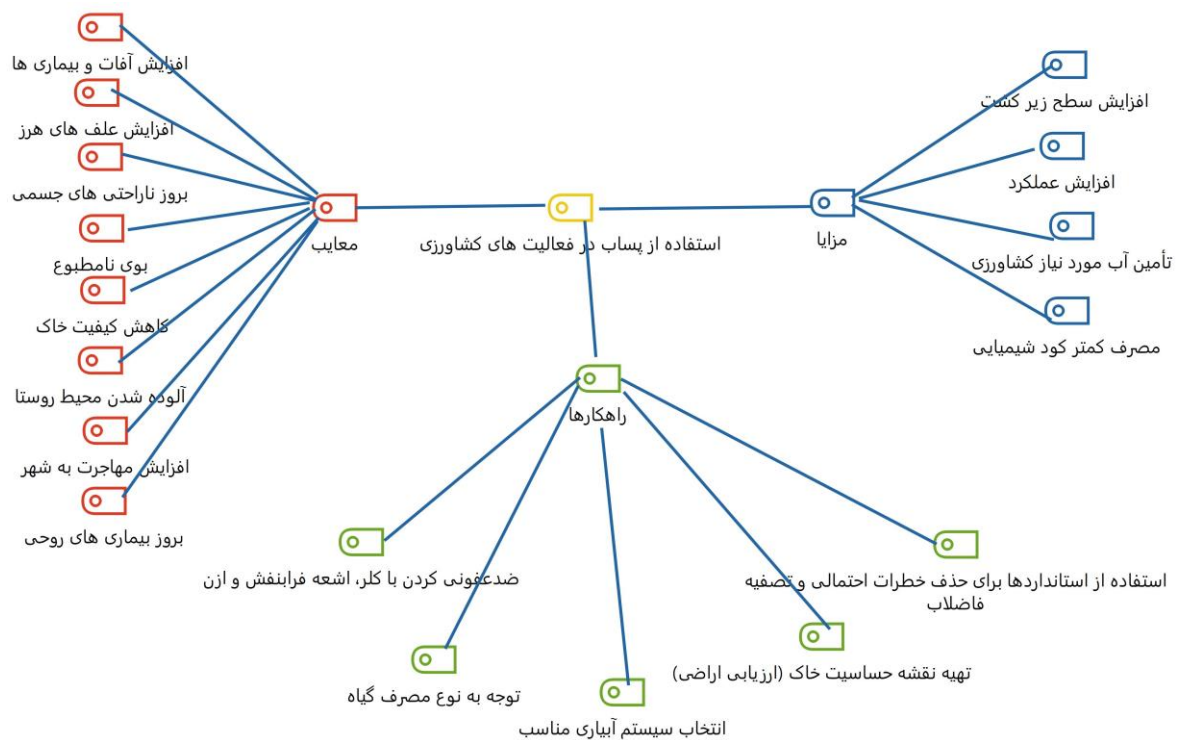 افزایش آفات و بیماری ها
افزایش علف های هرز
بروز ناراحتی های جسمی
بوی نامطبوع
کاهش کیفیت خاک
آلوده شدن محیط روستا
افزایش مهاجرت به شهر
بروز بیماری های روحی
معایب
استفاده از پساب در فعالیت های کشاورزی
مزایا
افزایش سطح زیر کشت
افزایش عملکرد
تأمین آب مورد نیاز کشاورزی
مصرف کمتر کود شیمیایی
راهکارها
استفاده از استانداردها برای حذف خطرات احتمالی و تصفیه
فاضلاب
تهیه نقشه حساسیت خاک (ارزیابی اراضی)
انتخاب سیستم آبیاری مناسب
توجه به نوع مصرف گیاه
ضدعفونی کردن با کلر، اشعه فرابنفش و ازن